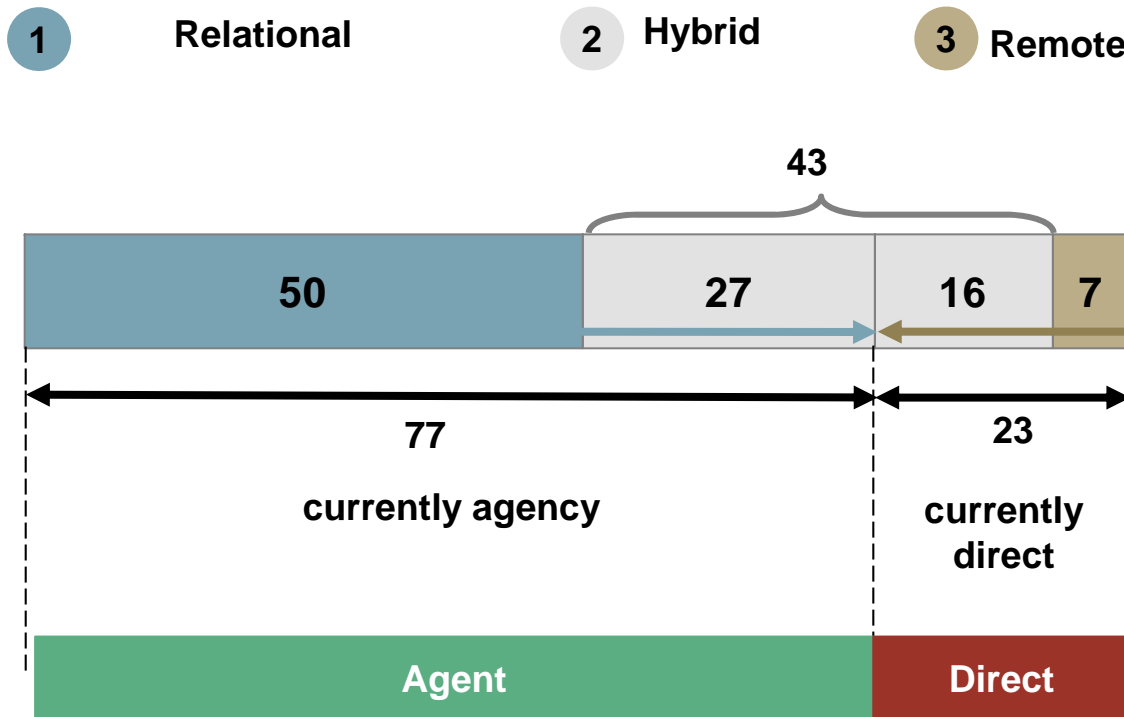 1 Relational 2 Hybrid 3 Remote
43
50 27 16 7
77 23
currently agency
currently
direct
Agent Direct